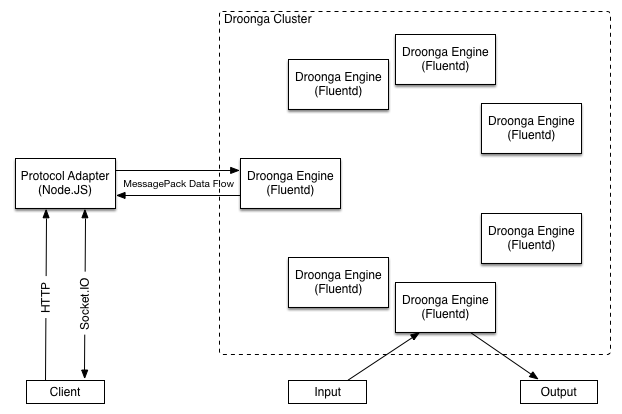 Droonga Cluster
Droonga Engine
(Fluentd)
Droonga Engine
(Fluentd)
Droonga Engine
(Fluentd)
Protocol Adapter
(Node.JS)
MessagePack Data Flow
Droonga Engine
(Fluentd)
Droonga Engine
(Fluentd)
Droonga Engine
(Fluentd)
Droonga Engine
(Fluentd)
HTTP
Socket.IO
Client
Input
Output